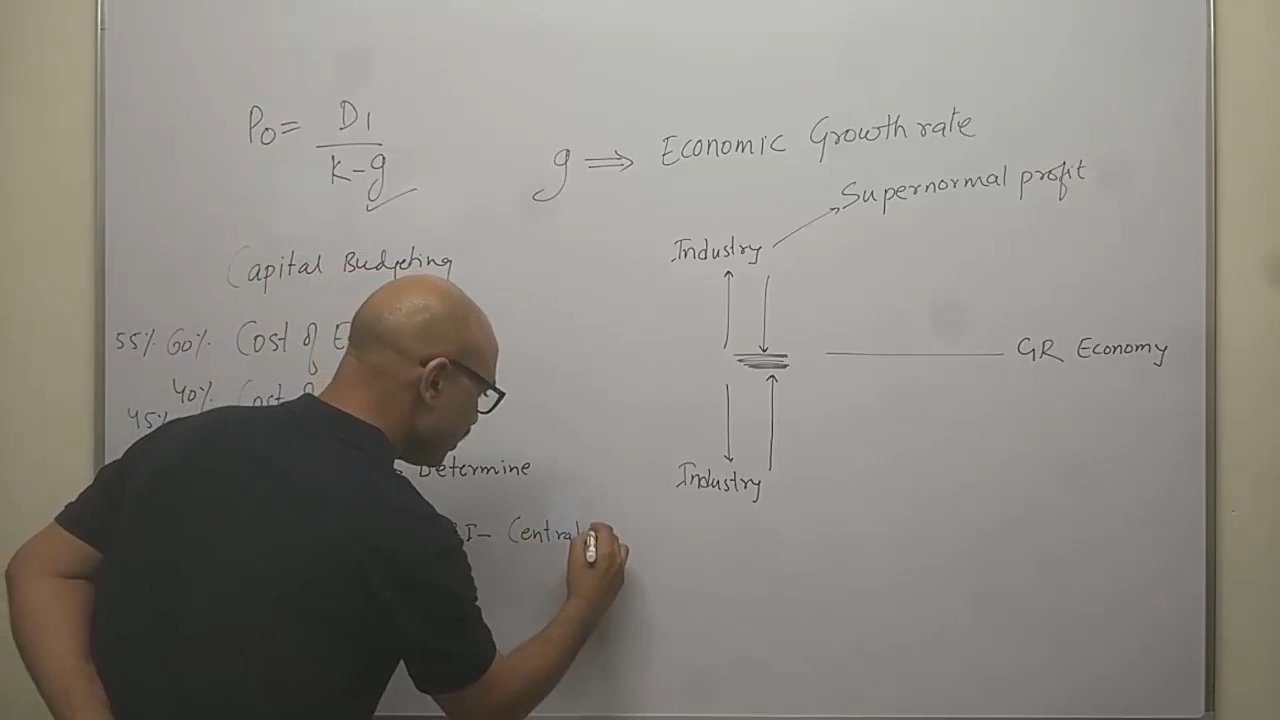 P0 = D1
k-g
g ⇒ Economic Growth rate
Supernormal profit
Industry
Capital Budgeting
55% 60% Cost of E
GR Economy
40% Cost
45%
Determine
Industry
I- Central